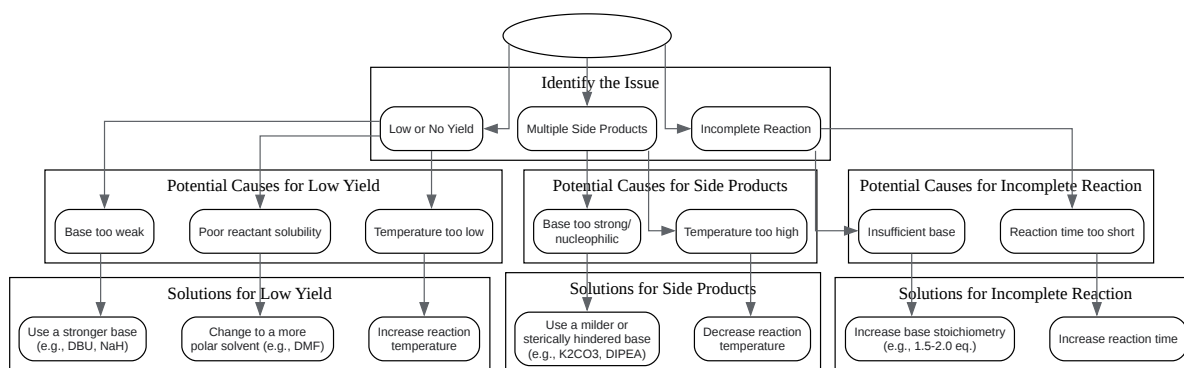 Identify the Issue
Low or No Yield
Multiple Side Products
Incomplete Reaction
Potential Causes for Low Yield
Potential Causes for Side Products
Potential Causes for Incomplete Reaction
Base too weak
Poor reactant solubility
Temperature too low
Base too strong/
nucleophilic
Temperature too high
Insufficient base
Reaction time too short
Solutions for Low Yield
Solutions for Side Products
Solutions for Incomplete Reaction
Use a stronger base
(e.g., DBU, NaH)
Change to a more
polar solvent (e.g., DMF)
Increase reaction
temperature
Use a milder or
sterically hindered base
(e.g., K2CO3, DIPEA)
Decrease reaction
temperature
Increase base stoichiometry
(e.g., 1.5-2.0 eq.)
Increase reaction time